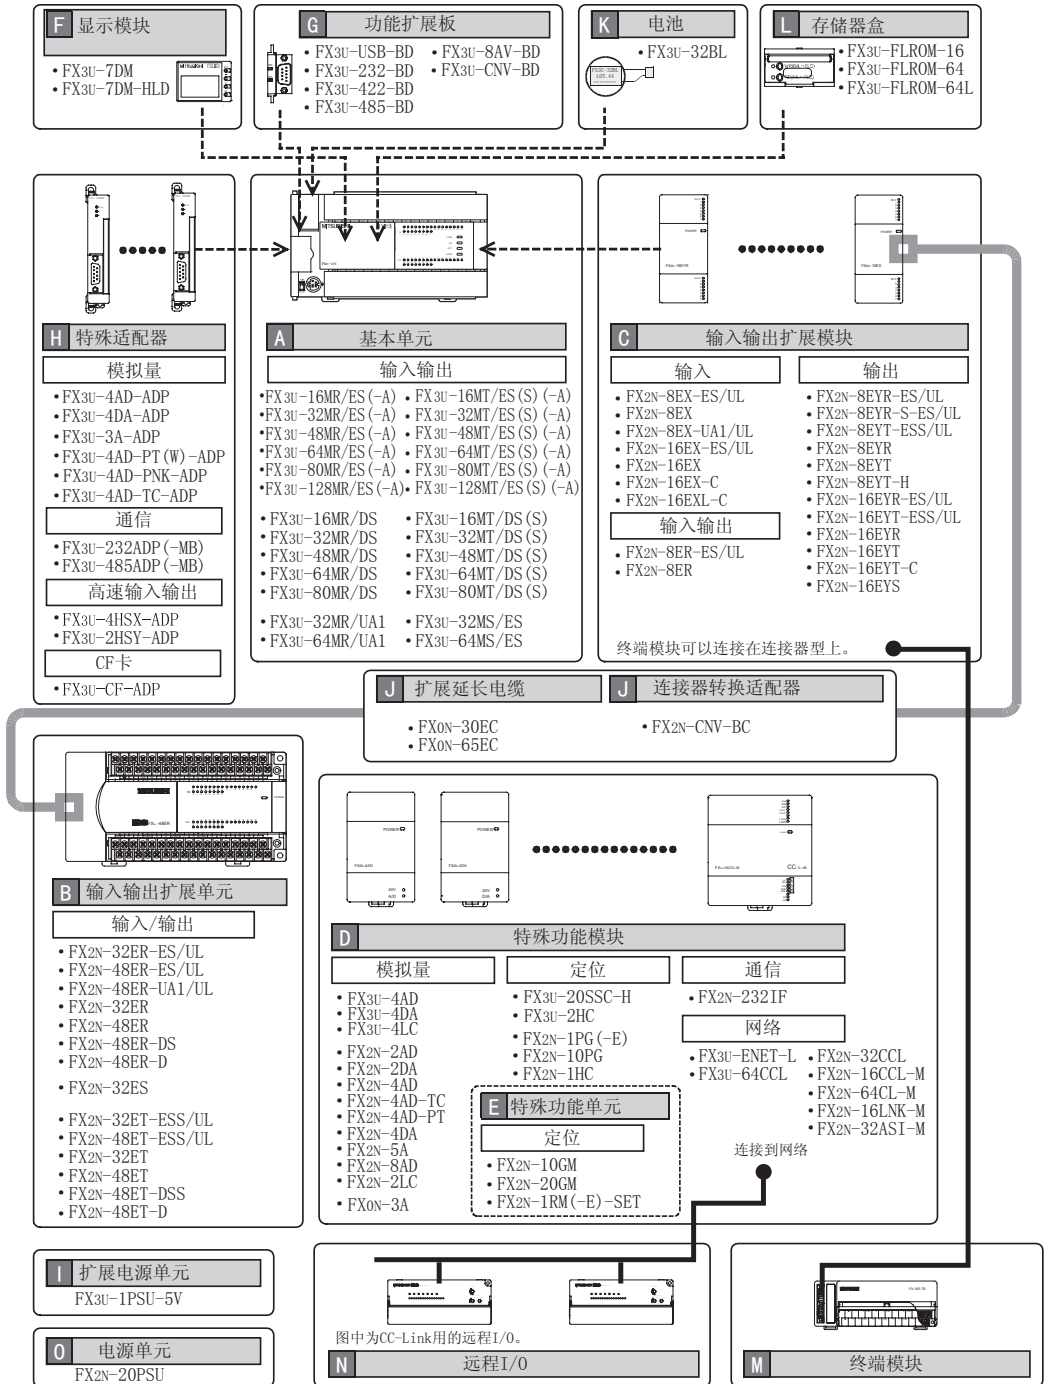 F 显示模块
• FX3U-7DM
• FX3U-7DM-HLD
G 功能扩展板
• FX3U-USB-BD • FX3U-8AV-BD
• FX3U-232-BD • FX3U-CNV-BD
• FX3U-422-BD
• FX3U-485-BD
K 电池
• FX3U-32BL
L 存储器盒
• FX3U-FLROM-16
• FX3U-FLROM-64
• FX3U-FLROM-64L
H 特殊适配器
模拟量
• FX3U-4AD-ADP
• FX3U-4DA-ADP
• FX3U-3A-ADP
• FX3U-4AD-PT(W)-ADP
• FX3U-4AD-PNK-ADP
• FX3U-4AD-TC-ADP
通信
• FX3U-232ADP(-MB)
• FX3U-485ADP(-MB)
高速输入输出
• FX3U-4HSX-ADP
• FX3U-2HSY-ADP
CF卡
• FX3U-CF-ADP
MITSUBISHI
A 基本单元
输入输出
• FX3U-16MR/ES(-A) • FX3U-16MT/ES(S)(-A)
• FX3U-32MR/ES(-A) • FX3U-32MT/ES(S)(-A)
• FX3U-48MR/ES(-A) • FX3U-48MT/ES(S)(-A)
• FX3U-64MR/ES(-A) • FX3U-64MT/ES(S)(-A)
• FX3U-80MR/ES(-A) • FX3U-80MT/ES(S)(-A)
• FX3U-128MR/ES(-A) • FX3U-128MT/ES(S)(-A)
• FX3U-16MR/DS • FX3U-16MT/DS(S)
• FX3U-32MR/DS • FX3U-32MT/DS(S)
• FX3U-48MR/DS • FX3U-48MT/DS(S)
• FX3U-64MR/DS • FX3U-64MT/DS(S)
• FX3U-80MR/DS • FX3U-80MT/DS(S)
• FX3U-32MR/UA1 • FX3U-32MS/ES
• FX3U-64MR/UA1 • FX3U-64MS/ES
POWER
POWER
C 输入输出扩展模块
输入
• FX2N-8EX-ES/UL
• FX2N-8EX
• FX2N-8EX-UA1/UL
• FX2N-16EX-ES/UL
• FX2N-16EX
• FX2N-16EX-C
• FX2N-16EXL-C
输入输出
• FX2N-8ER-ES/UL
• FX2N-8ER
输出
• FX2N-8EYR-ES/UL
• FX2N-8EYR-S-ES/UL
• FX2N-8EYT-ESS/UL
• FX2N-8EYR
• FX2N-8EYT
• FX2N-8EYT-H
• FX2N-16EYR-ES/UL
• FX2N-16EYT-ESS/UL
• FX2N-16EYR
• FX2N-16EYT
• FX2N-16EYT-C
• FX2N-16EYS
终端模块可以连接在连接器型上。
J 扩展延长电缆
• FX0N-30EC
• FX0N-65EC
J 连接器转换适配器
• FX2N-CNV-BC
B 输入输出扩展单元
输入/输出
• FX2N-32ER-ES/UL
• FX2N-48ER-ES/UL
• FX2N-48ER-UA1/UL
• FX2N-32ER
• FX2N-48ER
• FX2N-48ER-DS
• FX2N-48ER-D
• FX2N-32ES
• FX2N-32ET-ESS/UL
• FX2N-48ET-ESS/UL
• FX2N-32ET
• FX2N-48ET
• FX2N-48ET-DSS
• FX2N-48ET-D
POWER
24V
A/D
POWER
24V
D/A
D 特殊功能模块
模拟量
• FX3U-4AD
• FX3U-4DA
• FX3U-4LC
• FX2N-2AD
• FX2N-2DA
• FX2N-4AD
• FX2N-4AD-TC
• FX2N-4AD-PT
• FX2N-4DA
• FX2N-5A
• FX2N-8AD
• FX2N-2LC
• FX0N-3A
定位
• FX3U-20SSC-H
• FX3U-2HC
• FX2N-1PG(-E)
• FX2N-10PG
• FX2N-1HC
E 特殊功能单元
定位
• FX2N-10GM
• FX2N-20GM
• FX2N-1RM(-E)-SET
通信
• FX2N-232IF
网络
• FX3U-ENET-L • FX2N-32CCL
• FX3U-64CCL • FX2N-16CCL-M
• FX2N-64CL-M
• FX2N-16LNK-M
• FX2N-32ASI-M
连接到网络
I 扩展电源单元
FX3U-1PSU-5V
O 电源单元
FX2N-20PSU
图中为CC-Link用的远程I/O。
N 远程I/O
M 终端模块